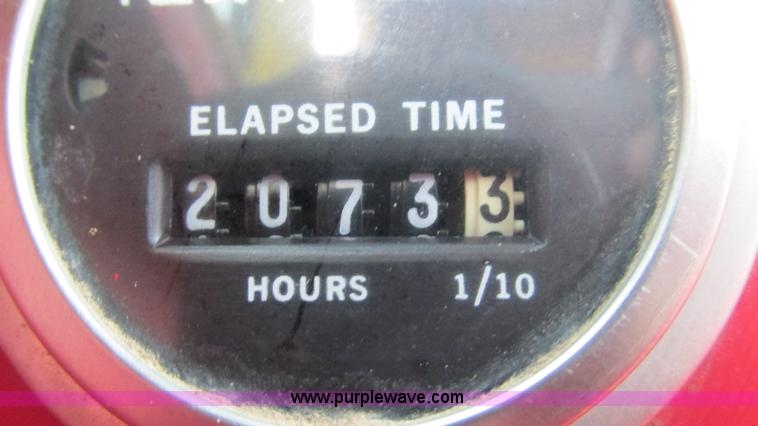 ELAPSED TIME
2 0 7 3 3
HOURS 1/10
www.purplewave.com